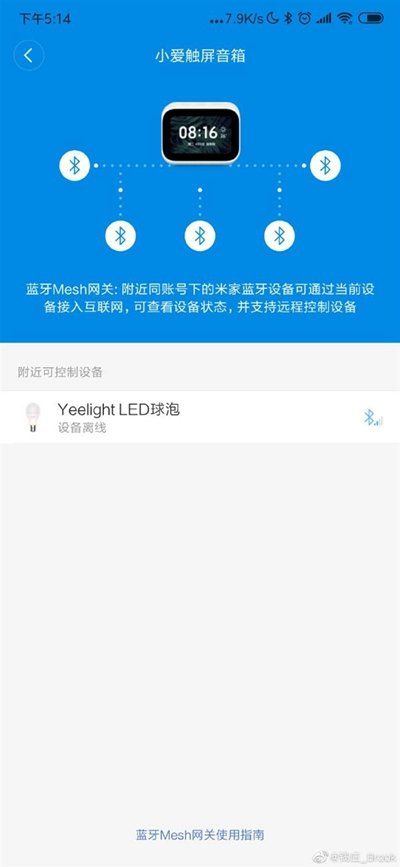 下午5:14
...7.9K/s
小爱触屏音箱
08:16
蓝牙Mesh网关: 附近同账号下的米家蓝牙设备可通过当前设
备接入互联网，可查看设备状态，并支持远程控制设备
附近可控制设备
Yeelight LED球泡
设备离线
蓝牙Mesh网关使用指南